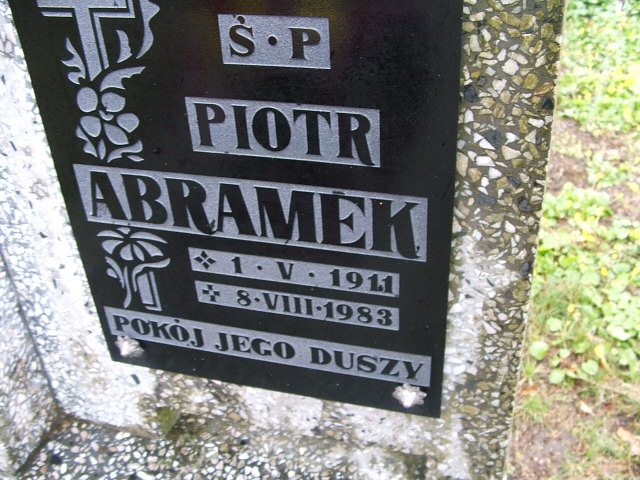 Ś·P
PIOTR
ABRAMEK
1·V·1911
8·VIII·1983
POKÓJ JEGO DUSZY